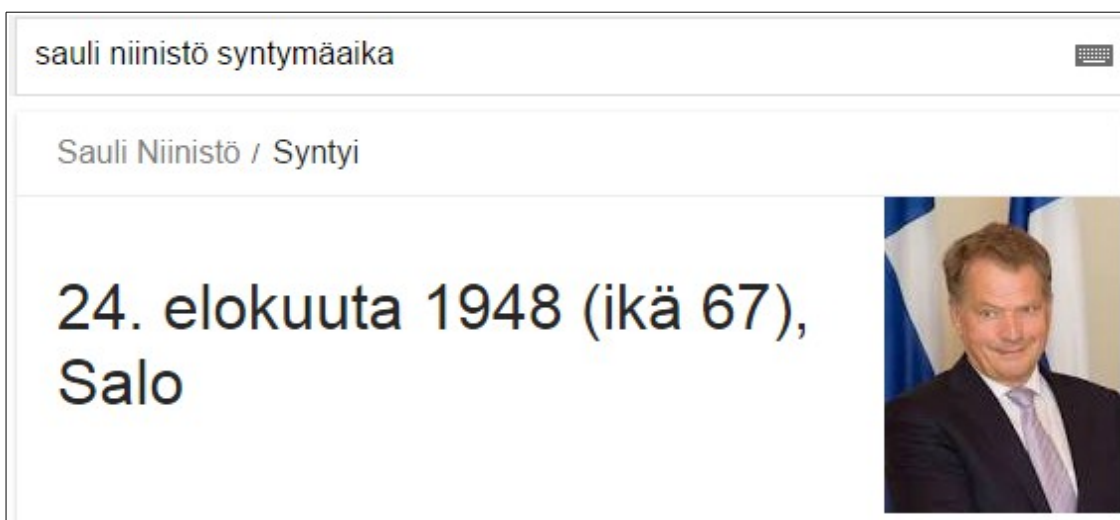 sauli niinistö syntymäaika
Sauli Niinistö / Syntyi
24. elokuuta 1948 (ikä 67),
Salo